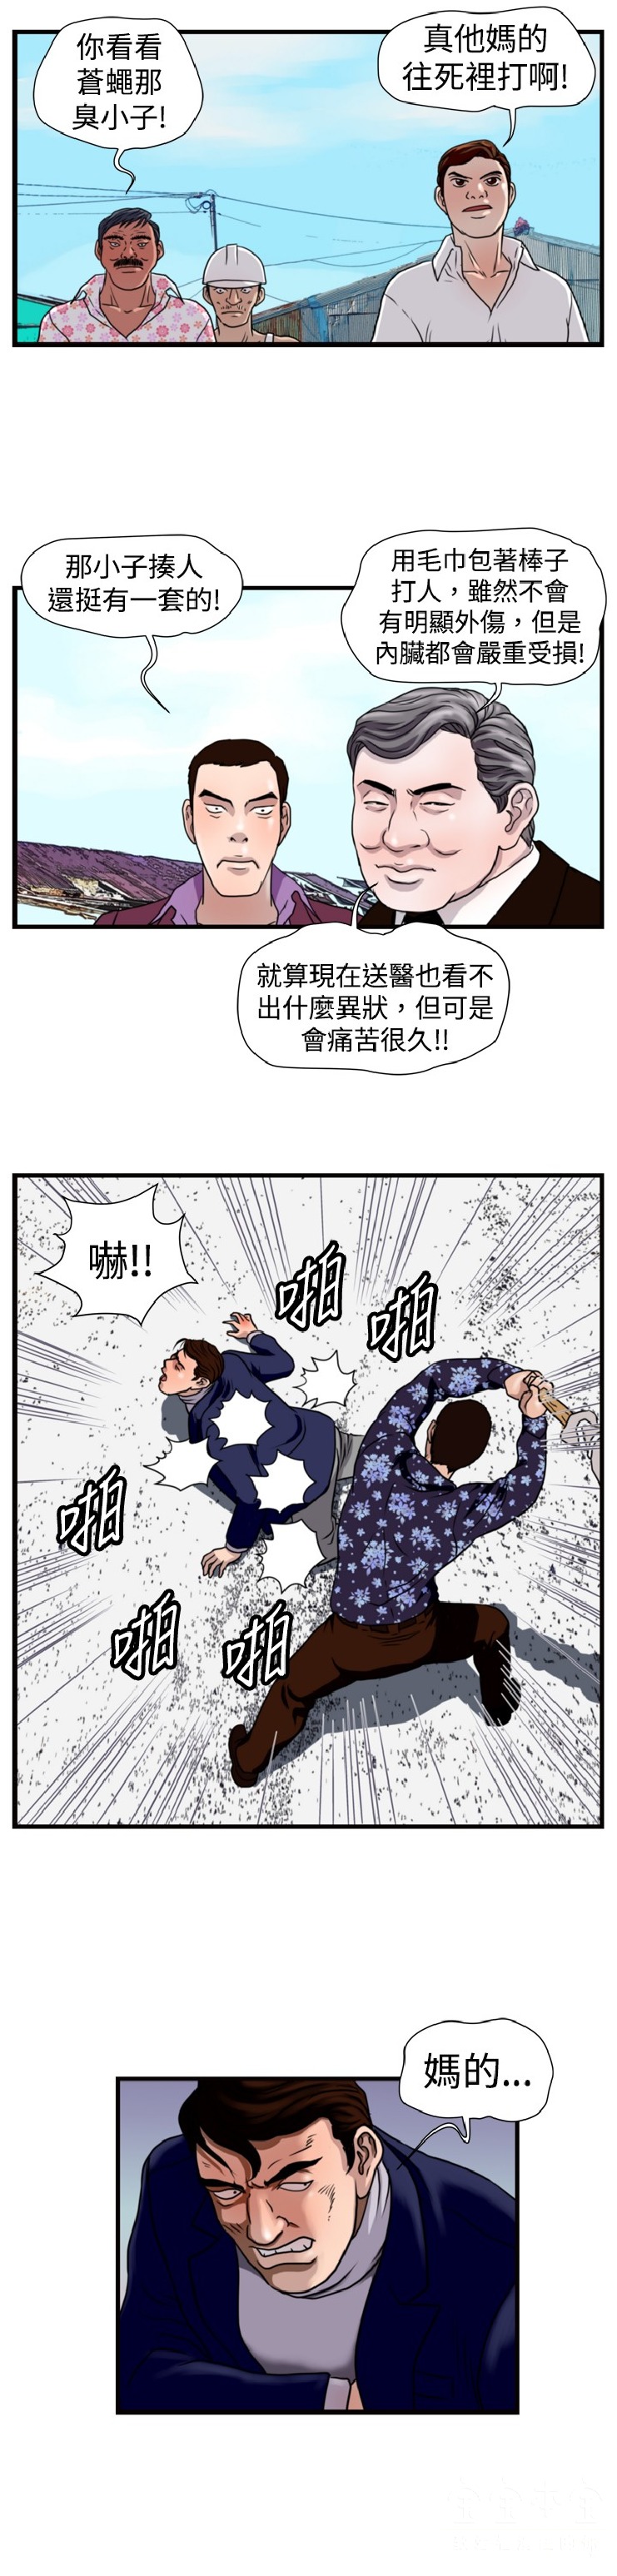 你看看
蒼蠅那
臭小子!
真他媽的
往死裡打啊!
那小子揍人
還挺有一套的!
用毛巾包著棒子
打人，雖然不會
有明顯外傷，但是
內臟都會嚴重受損!
就算現在送醫也看不
出什麼異狀，但可是
會痛苦很久!!
嚇!!
啪
啪
啪
啪
啪
媽的...